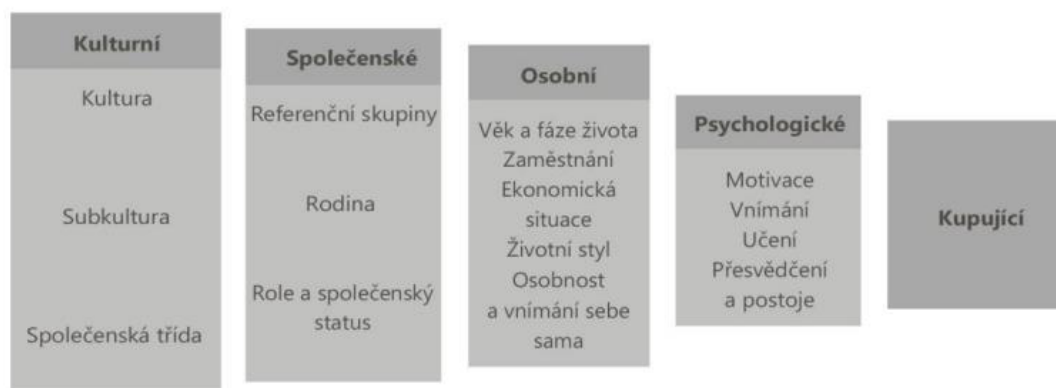 Kulturní
Kultura
Subkultura
Společenská třída
Společenské
Referenční skupiny
Rodina
Role a společenský
status
Osobní
Věk a fáze života
Zaměstnání
Ekonomická
situace
Životní styl
Osobnost
a vnímání sebe
sama
Psychologické
Motivace
Vnímání
Učení
Přesvědčení
a postoje
Kupující